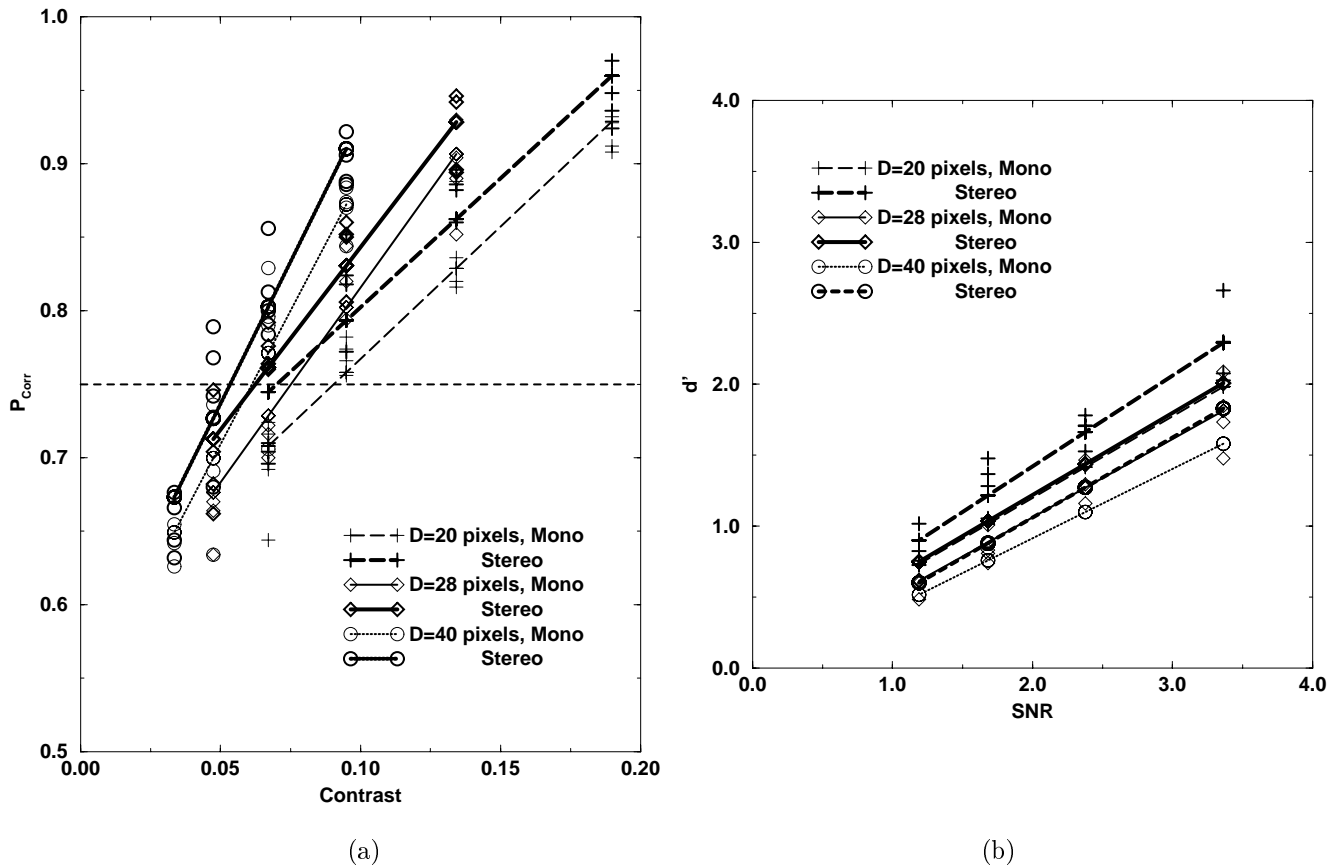 1.0
0.9
0.8
0.7
0.6
0.5
P_Corr
0.00 0.05 0.10 0.15 0.20
Contrast
D=20 pixels, Mono
Stereo
D=28 pixels, Mono
Stereo
D=40 pixels, Mono
Stereo
(a)
4.0
3.0
2.0
1.0
0.0
d'
0.0 1.0 2.0 3.0 4.0
SNR
D=20 pixels, Mono
Stereo
D=28 pixels, Mono
Stereo
D=40 pixels, Mono
Stereo
(b)